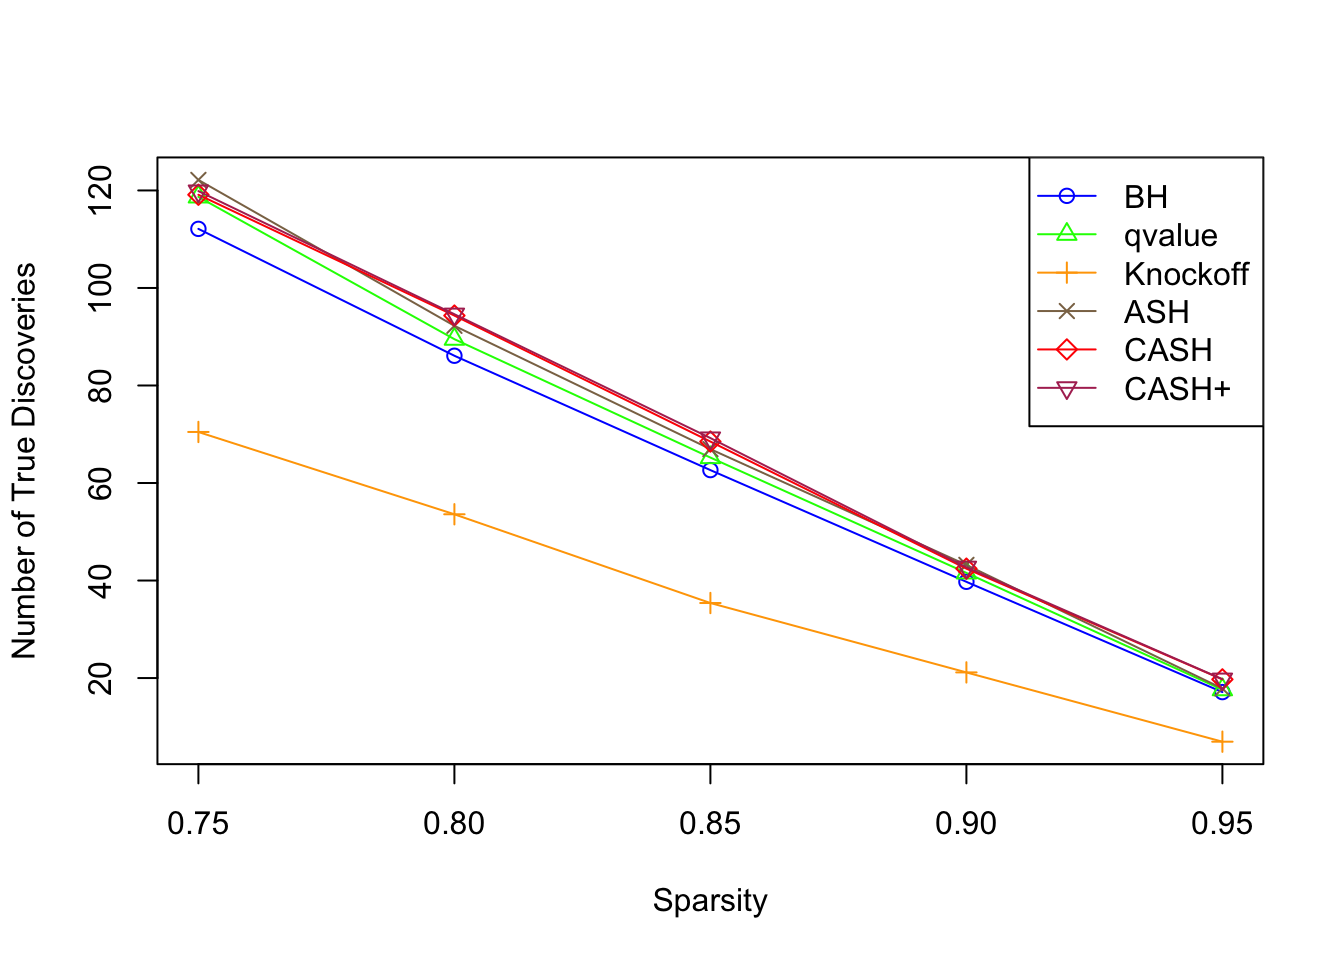 Number of True Discoveries
120
100
80
60
40
20
BH
qvalue
Knockoff
ASH
CASH
CASH+
0.75 0.80 0.85 0.90 0.95
Sparsity